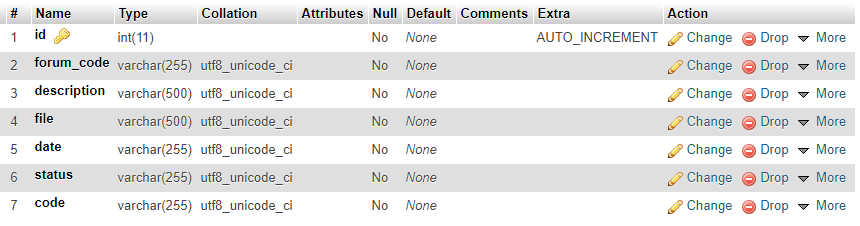 # Name Type Collation Attributes Null Default Comments Extra Action
1 id int(11) No None AUTO_INCREMENT Change Drop More
2 forum_code varchar(255) utf8_unicode_ci No None Change Drop More
3 description varchar(500) utf8_unicode_ci No None Change Drop More
4 file varchar(500) utf8_unicode_ci No None Change Drop More
5 date varchar(255) utf8_unicode_ci No None Change Drop More
6 status varchar(255) utf8_unicode_ci No None Change Drop More
7 code varchar(255) utf8_unicode_ci No None Change Drop More